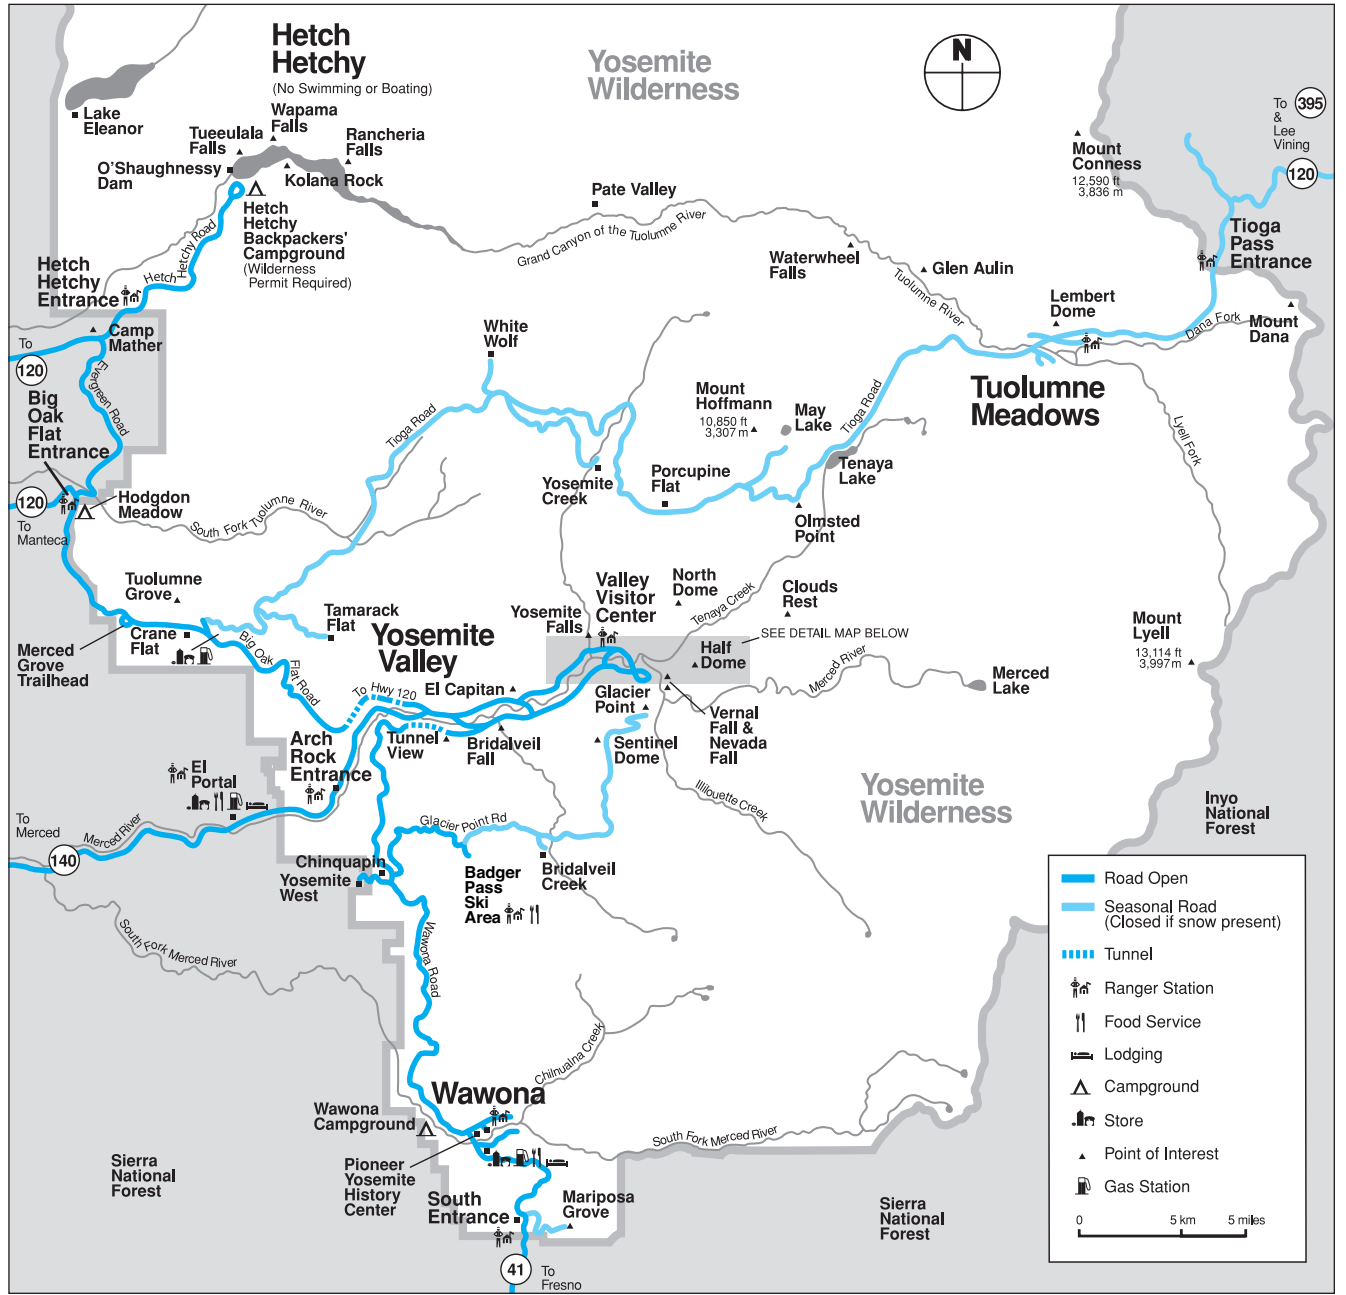 Hetch
Hetchy
(No Swimming or Boating)
Yosemite
Wilderness
N
To
&
Lee
Vining
395
120
Lake
Eleanor
Wapama
Falls
Tueeulala
Falls
Rancheria
Falls
O'Shaughnessy
Dam
Kolana Rock
Mount
Conness
12,590 ft
3,836 m
Pate Valley
Hetch
Hetchy
Backpackers'
Campground
(Wilderness
Permit Required)
Grand Canyon of the Tuolumne River
Tioga
Pass
Entrance
Hetch
Hetchy
Entrance
Hetch Hetchy Road
Waterwheel
Falls
Glen Aulin
Tuolumne River
Lembert
Dome
Dana Fork
Mount
Dana
Camp
Mather
To
120
White
Wolf
Evergreen Road
Big
Oak
Flat
Entrance
Mount
Hoffmann
10,850 ft
3,307 m
May
Lake
Tioga Road
Tioga Road
Tuolumne
Meadows
Lyell Fork
Tenaya
Lake
Porcupine
Flat
Yosemite
Creek
120
To
Manteca
Hodgdon
Meadow
South Fork Tuolumne River
Olmsted
Point
Tuolumne
Grove
Valley
Visitor
Center
North
Dome
Clouds
Rest
Tenaya Creek
Tamarack
Flat
Yosemite
Falls
SEE DETAIL MAP BELOW
Mount
Lyell
13,114 ft
3,997 m
Merced
Grove
Trailhead
Crane
Flat
Big Oak Flat Road
Yosemite
Valley
Half
Dome
Merced River
Merced
Lake
To Hwy 120
El Capitan
Glacier
Point
Vernal
Fall &
Nevada
Fall
Arch
Rock
Entrance
Tunnel
View
Bridalveil
Fall
Sentinel
Dome
El
Portal
Illilouette Creek
Yosemite
Wilderness
Inyo
National
Forest
To
Merced
Merced River
140
Glacier Point Rd
Chinquapin
Yosemite
West
Badger
Pass
Ski
Area
Bridalveil
Creek
Road Open
Seasonal Road
(Closed if snow present)
Tunnel
Ranger Station
Food Service
Lodging
Campground
Store
Point of Interest
Gas Station
0 5 km 5 miles
South Fork Merced River
Wawona Road
Chilnualna Creek
Wawona
Wawona
Campground
South Fork Merced River
Pioneer
Yosemite
History
Center
South
Entrance
Mariposa
Grove
Sierra
National
Forest
Sierra
National
Forest
41
To
Fresno